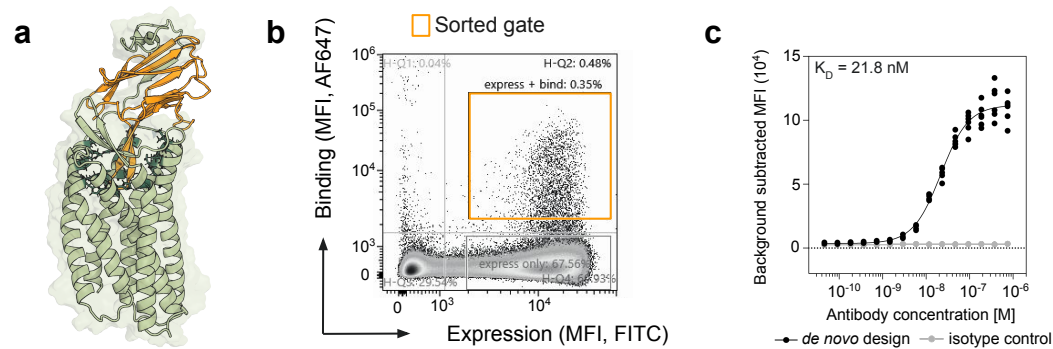 a
b
Sorted gate
Binding (MFI, AF647)
10⁶
10⁵
10⁴
10³
0
H-Q1: 0.04%
H-Q2: 0.48%
express + bind: 0.35%
express only: 67.56%
H-Q3: 29.54%
0
10³
10⁴
Expression (MFI, FITC)
c
K_D = 21.8 nM
Background subtracted MFI (10⁴)
15
10
5
0
10⁻¹⁰
10⁻⁹
10⁻⁸
10⁻⁷
10⁻⁶
Antibody concentration [M]
de novo design
isotype control